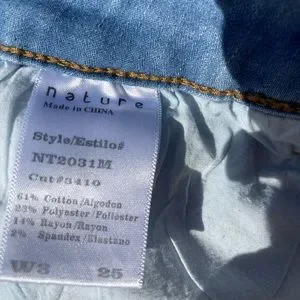 nature
Made in CHINA
Style/Estilo#
NT2031M
Cut#3410
61% Cotton/Algodon
23% Polyester/Poliester
14% Rayon/Rayon
2% Spandex/Elastano
W3 25